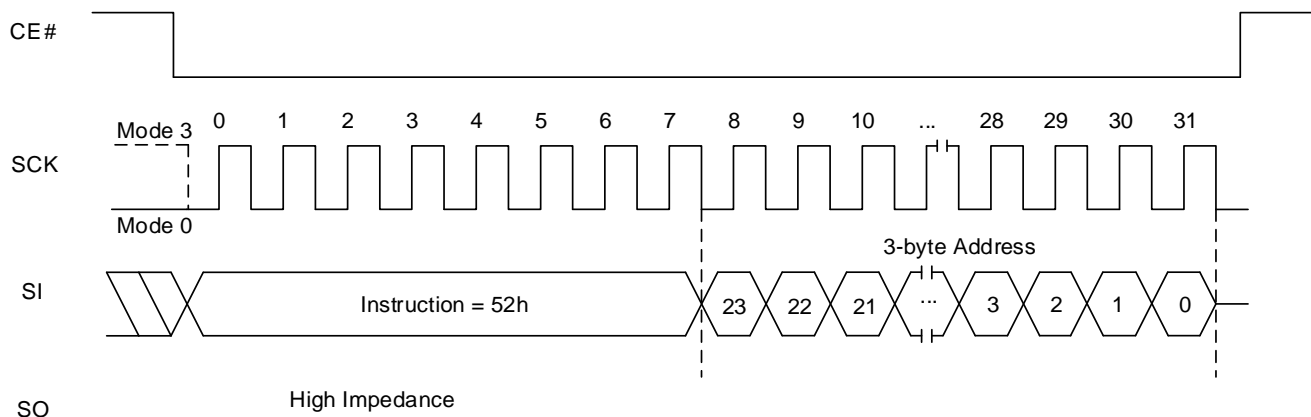 CE#
0 1 2 3 4 5 6 7 8 9 10 ... 28 29 30 31
Mode 3
SCK
Mode 0
3-byte Address
SI
Instruction = 52h 23 22 21 ... 3 2 1 0
High Impedance
SO